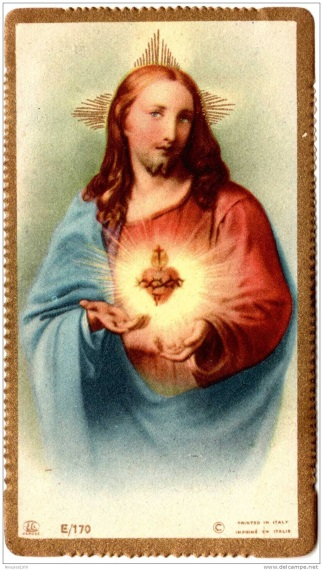 E/170
©
PRINTED IN ITALY
IMPRIMÉ EN ITALIE